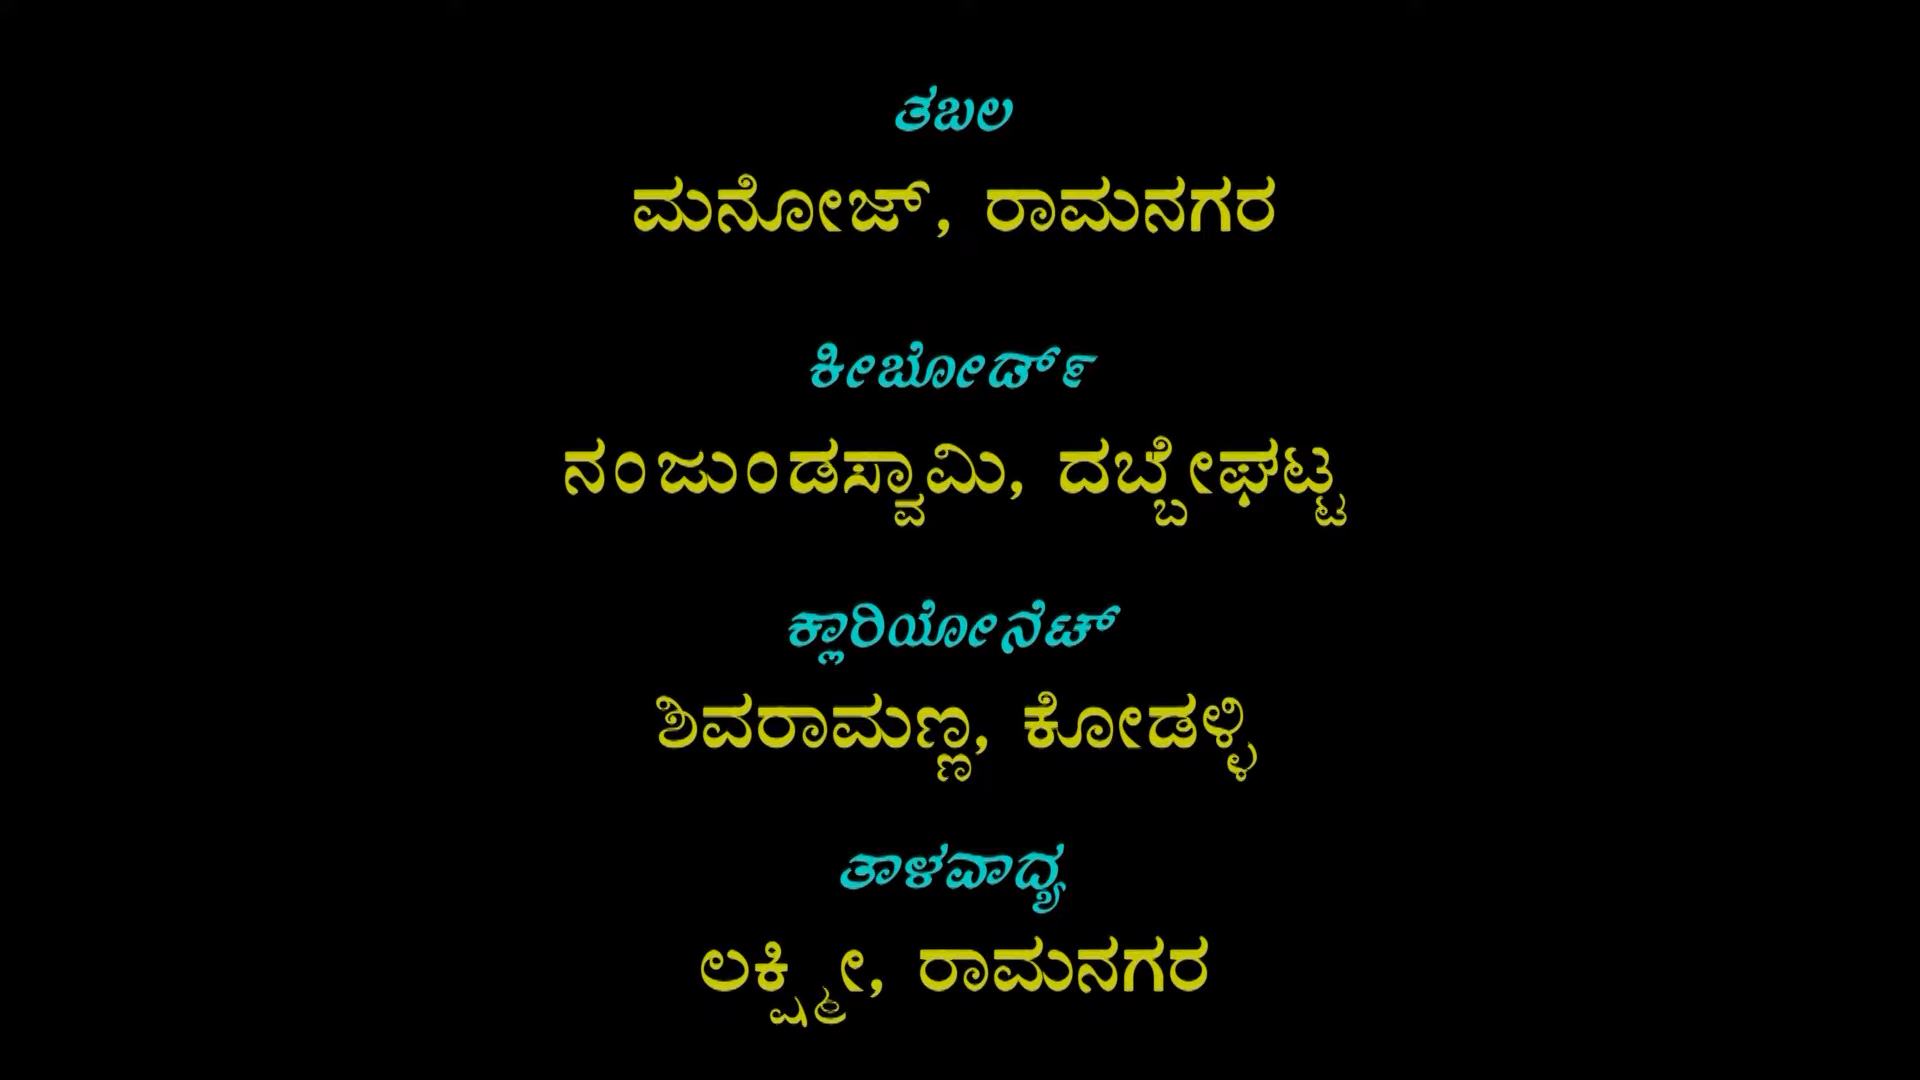 ತಬಲ
ಮನೋಜ್, ರಾಮನಗರ
ಕೀಬೋರ್ಡ್
ನಂಜುಂಡಸ್ವಾಮಿ, ದಬ್ಬೇಘಟ್ಟ
ಕ್ಲಾರಿಯೋನೆಟ್
ಶಿವರಾಮಣ್ಣ, ಕೋಡಳ್ಳಿ
ತಾಳವಾದ್ಯ
ಲಕ್ಷ್ಮೀ, ರಾಮನಗರ